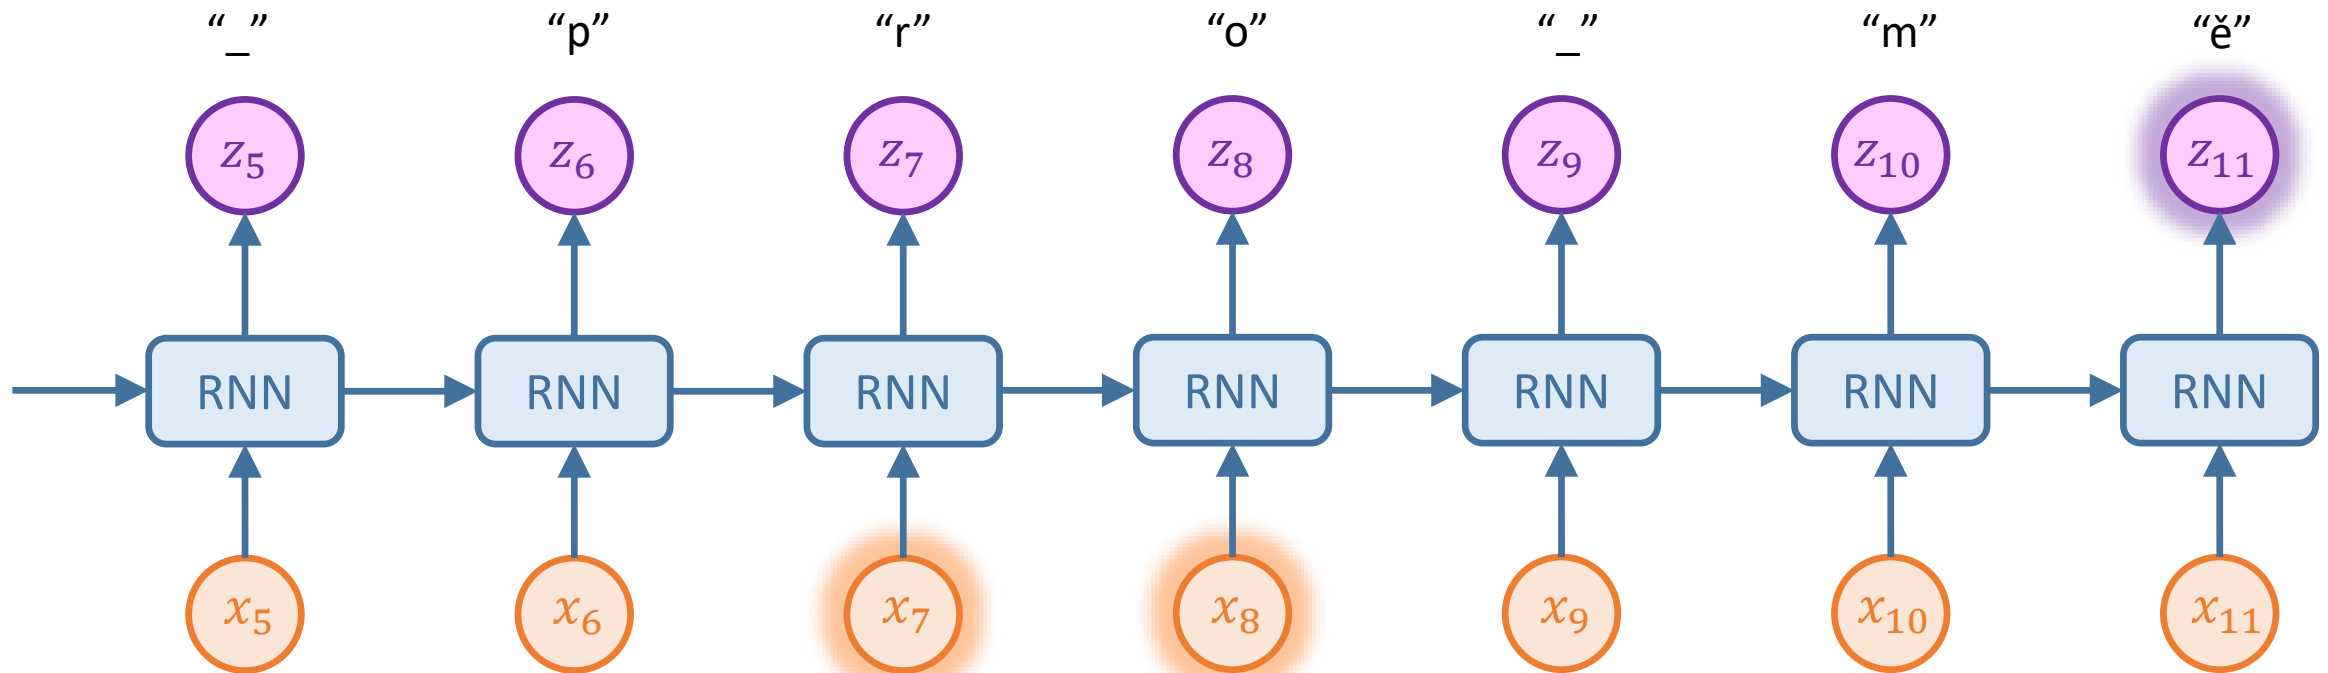 “_” “p” “r” “o” “_” “m” “ě”
z₅ z₆ z₇ z₈ z₉ z₁₀ z₁₁
RNN RNN RNN RNN RNN RNN RNN
x₅ x₆ x₇ x₈ x₉ x₁₀ x₁₁